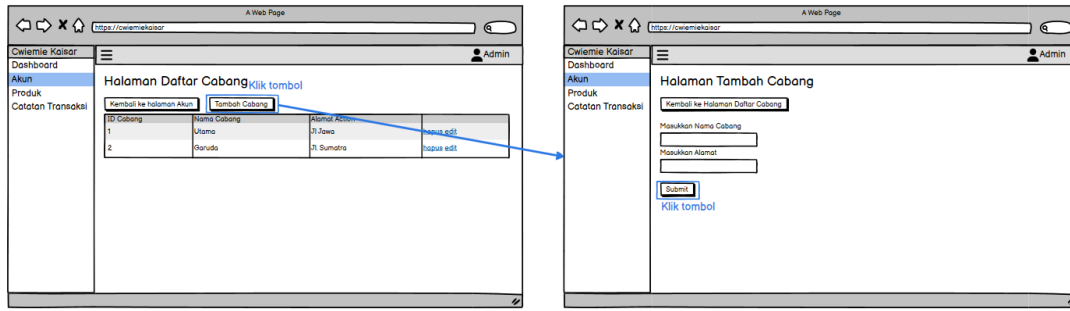 A Web Page
https://cwiemiekaisar
Cwiemie Kaisar
Admin
Dashboard
Akun
Produk
Catatan Transaksi
Halaman Daftar Cabang
Klik tombol
Kembali ke halaman Akun
Tambah Cabang
ID Cabang Nama Cabang Alamat Action
1 Utama Jl Jawa hapus edit
2 Garuda Jl. Sumatra hapus edit
A Web Page
https://cwiemiekaisar
Cwiemie Kaisar
Admin
Dashboard
Akun
Produk
Catatan Transaksi
Halaman Tambah Cabang
Kembali ke Halaman Daftar Cabang
Masukkan Nama Cabang
Masukkan Alamat
Submit
Klik tombol